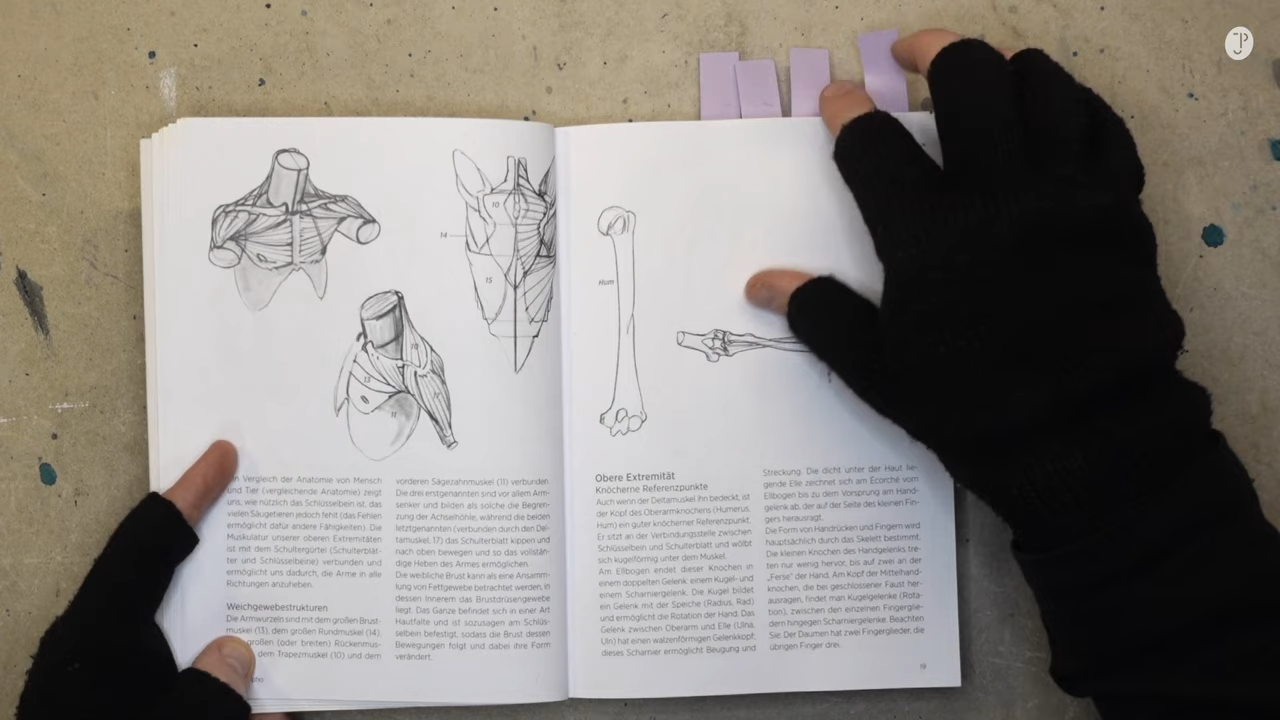 10
14
15
13
11
Hum
in Vergleich der Anatomie von Mensch
und Tier (vergleichende Anatomie) zeigt
uns, wie nützlich das Schlüsselbein ist, das
vielen Säugetieren jedoch fehlt (das Fehlen
ermöglicht dafür andere Fähigkeiten). Die
Muskulatur unserer oberen Extremitäten
ist mit dem Schultergürtel (Schulterblät-
ter und Schlüsselbeine) verbunden und
ermöglicht uns dadurch, die Arme in alle
Richtungen anzuheben.
Weichgewebestrukturen
Die Armwurzeln sind mit dem großen Brust-
muskel (13), dem großen Rundmuskel (14),
großen (oder breiten) Rückenmus-
dem Trapezmuskel (10) und dem
vorderen Sägezahnmuskel (11) verbunden.
Die drei erstgenannten sind vor allem Arm-
senker und bilden als solche die Begren-
zung der Achselhöhle, während die beiden
letztgenannten (verbunden durch den Del-
tamuskel, 17) das Schulterblatt kippen und
nach oben bewegen und so das vollstän-
dige Heben des Armes ermöglichen.
Die weibliche Brust kann als eine Ansamm-
lung von Fettgewebe betrachtet werden, in
dessen Innerem das Brustdrüsengewebe
liegt. Das Ganze befindet sich in einer Art
Hautfalte und ist sozusagen am Schlüs-
selbein befestigt, sodass die Brust dessen
Bewegungen folgt und dabei ihre Form
verändert.
Obere Extremität
Knöcherne Referenzpunkte
Auch wenn der Deltamuskel ihn bedeckt, ist
der Kopf des Oberarmknochens (Humerus,
Hum) ein guter knöcherner Referenzpunkt.
Er sitzt an der Verbindungsstelle zwischen
Schlüsselbein und Schulterblatt und wölbt
sich kugelförmig unter dem Muskel.
Am Ellbogen endet dieser Knochen in
einem doppelten Gelenk: einem Kugel- und
einem Scharniergelenk. Die Kugel bildet
ein Gelenk mit der Speiche (Radius, Rad)
und ermöglicht die Rotation der Hand. Das
Gelenk zwischen Oberarm und Elle (Ulna,
Uln) hat einen walzenförmigen Gelenkkopf;
dieses Scharnier ermöglicht Beugung und
Streckung. Die dicht unter der Haut lie-
gende Elle zeichnet sich am Écorché vom
Ellbogen bis zu dem Vorsprung am Hand-
gelenk ab, der auf der Seite des kleinen Fin-
gers herausragt.
Die Form von Handrücken und Fingern wird
hauptsächlich durch das Skelett bestimmt.
Die kleinen Knochen des Handgelenks tre-
ten nur wenig hervor, bis auf zwei an der
„Ferse“ der Hand. Am Kopf der Mittelhand-
knochen, die bei geschlossener Faust her-
ausragen, findet man Kugelgelenke (Rota-
tion), zwischen den einzelnen Fingerglie-
dern hingegen Scharniergelenke. Beachten
Sie: Der Daumen hat zwei Fingerglieder, die
übrigen Finger drei.
19